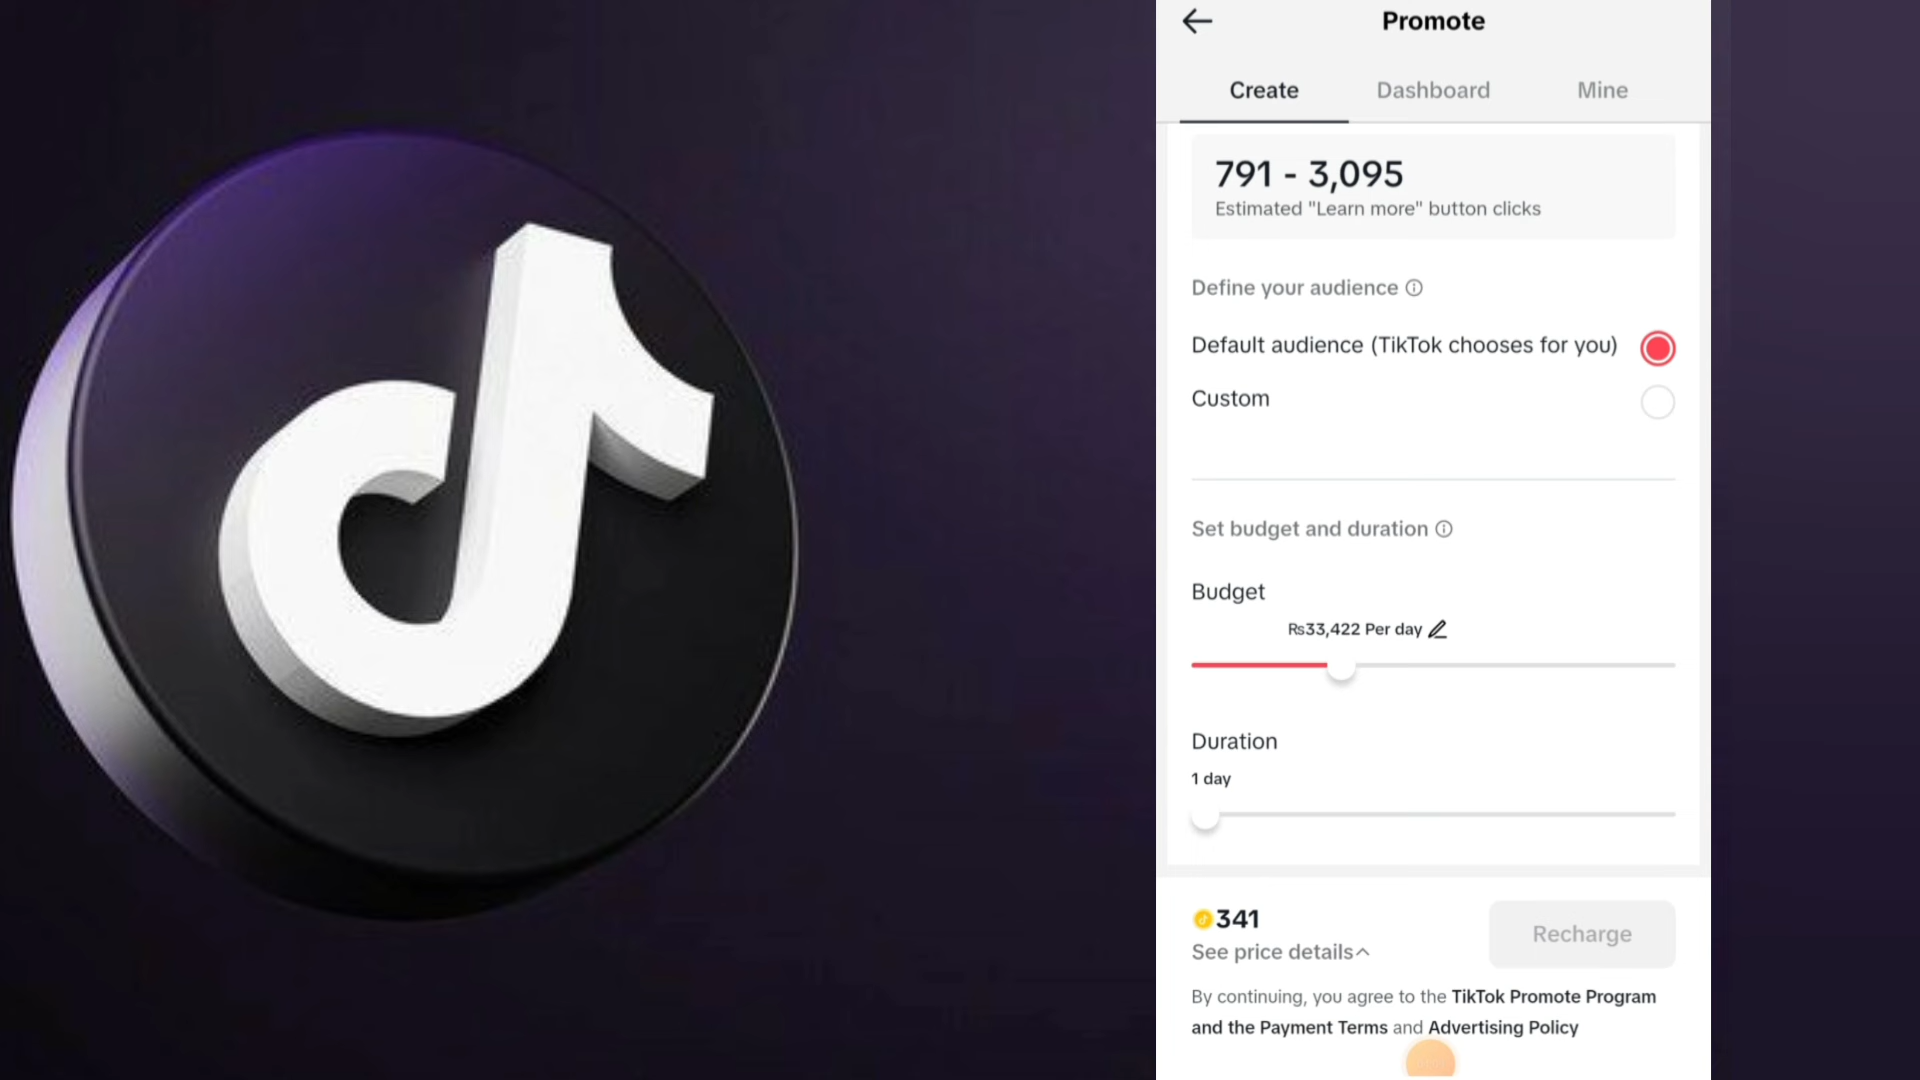 Promote
Create Dashboard Mine
791 - 3,095
Estimated "Learn more" button clicks
Define your audience
Default audience (TikTok chooses for you)
Custom
Set budget and duration
Budget
₨33,422 Per day
Duration
1 day
341
See price details
Recharge
By continuing, you agree to the TikTok Promote Program
and the Payment Terms and Advertising Policy